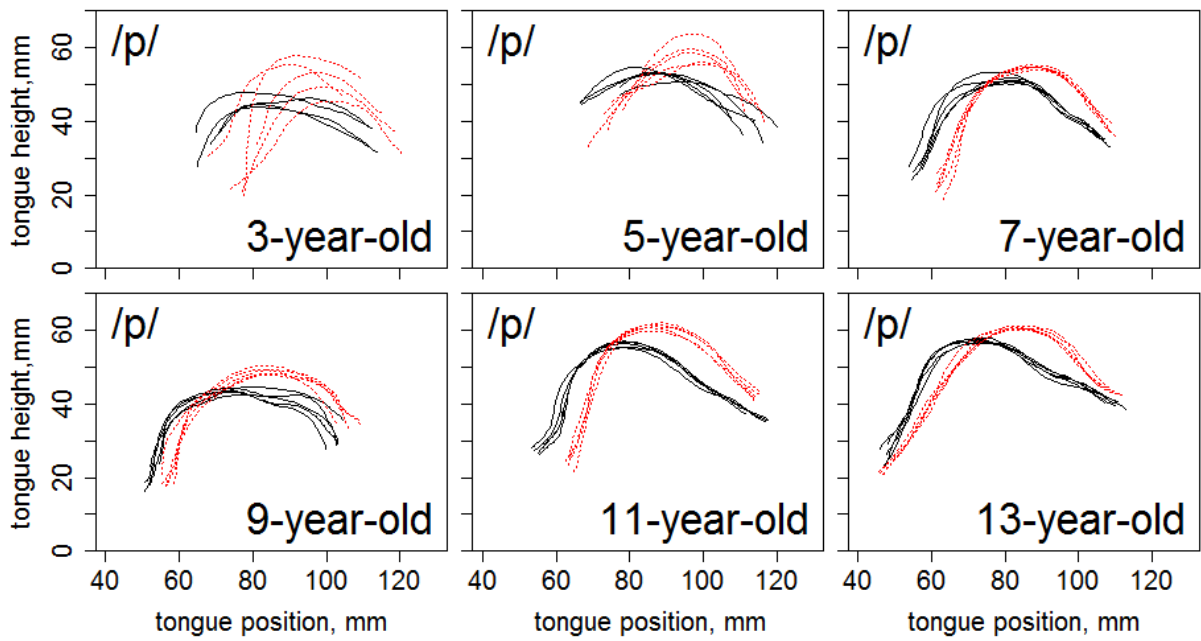 /p/ /p/ /p/
tongue height,mm
0 20 40 60
3-year-old 5-year-old 7-year-old
/p/ /p/ /p/
tongue height,mm
0 20 40 60
9-year-old 11-year-old 13-year-old
40 60 80 100 120 40 60 80 100 120 40 60 80 100 120
tongue position, mm tongue position, mm tongue position, mm